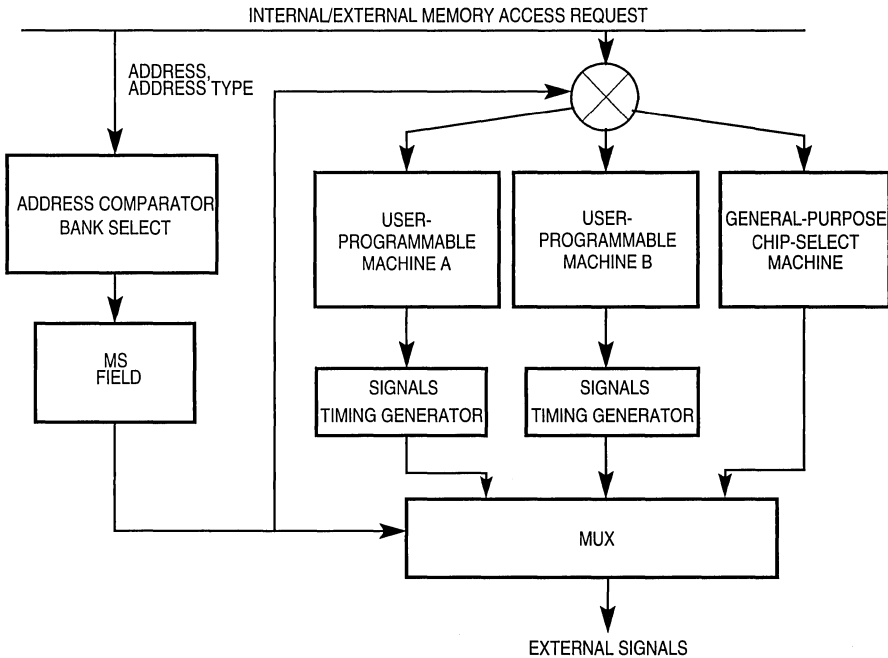 INTERNAL/EXTERNAL MEMORY ACCESS REQUEST
ADDRESS,
ADDRESS TYPE
ADDRESS COMPARATOR
BANK SELECT
MS
FIELD
USER-
PROGRAMMABLE
MACHINE A
USER-
PROGRAMMABLE
MACHINE B
GENERAL-PURPOSE
CHIP-SELECT
MACHINE
SIGNALS
TIMING GENERATOR
SIGNALS
TIMING GENERATOR
MUX
EXTERNAL SIGNALS